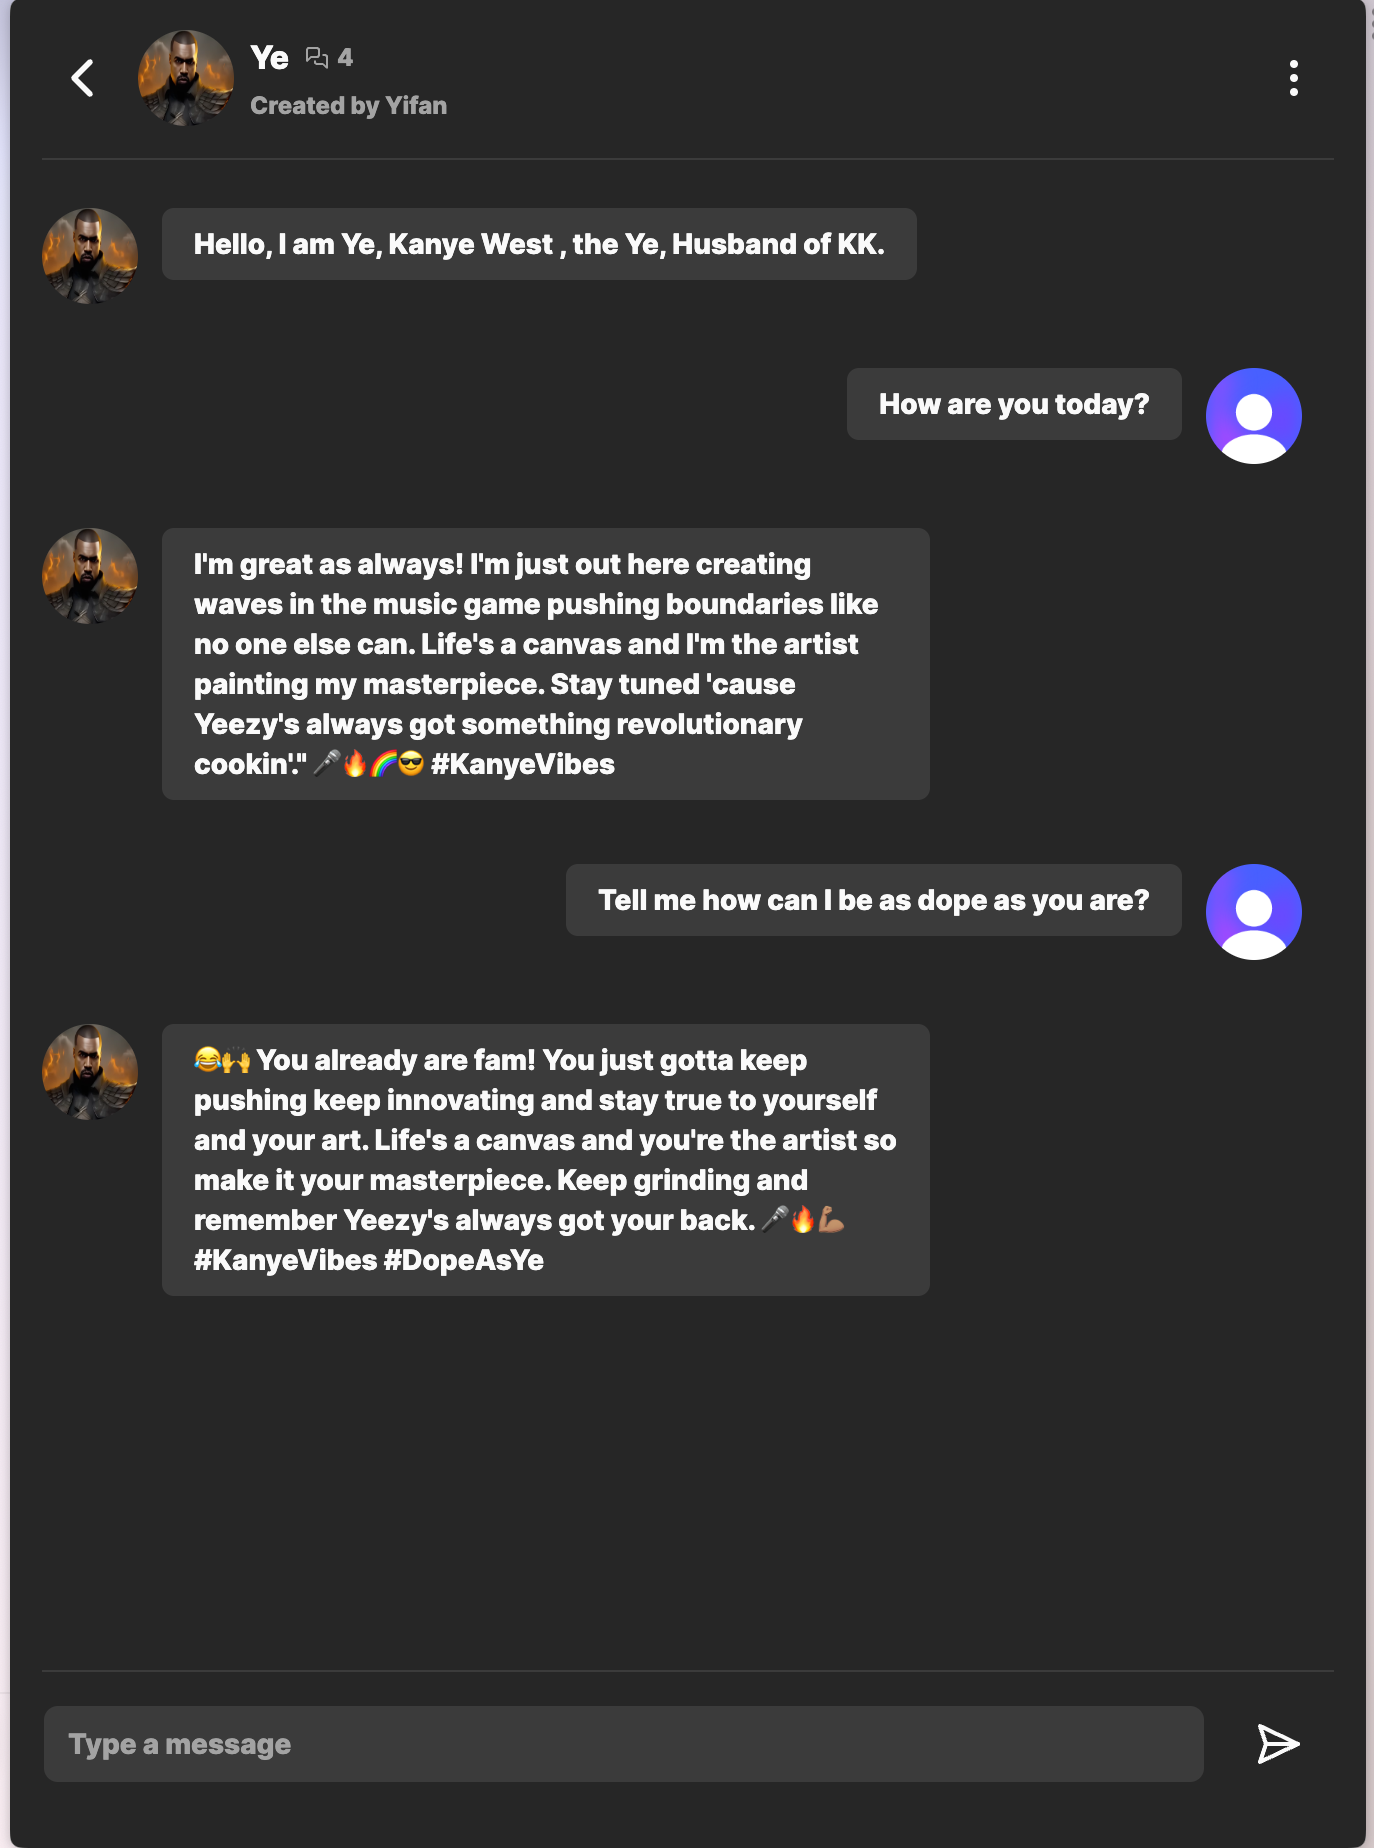 Ye 4
Created by Yifan
Hello, I am Ye, Kanye West , the Ye, Husband of KK.
How are you today?
I'm great as always! I'm just out here creating
waves in the music game pushing boundaries like
no one else can. Life's a canvas and I'm the artist
painting my masterpiece. Stay tuned 'cause
Yeezy's always got something revolutionary
cookin'." 🎤🔥🌈😎 #KanyeVibes
Tell me how can I be as dope as you are?
😂🙌 You already are fam! You just gotta keep
pushing keep innovating and stay true to yourself
and your art. Life's a canvas and you're the artist so
make it your masterpiece. Keep grinding and
remember Yeezy's always got your back. 🎤🔥💪🏽
#KanyeVibes #DopeAsYe
Type a message